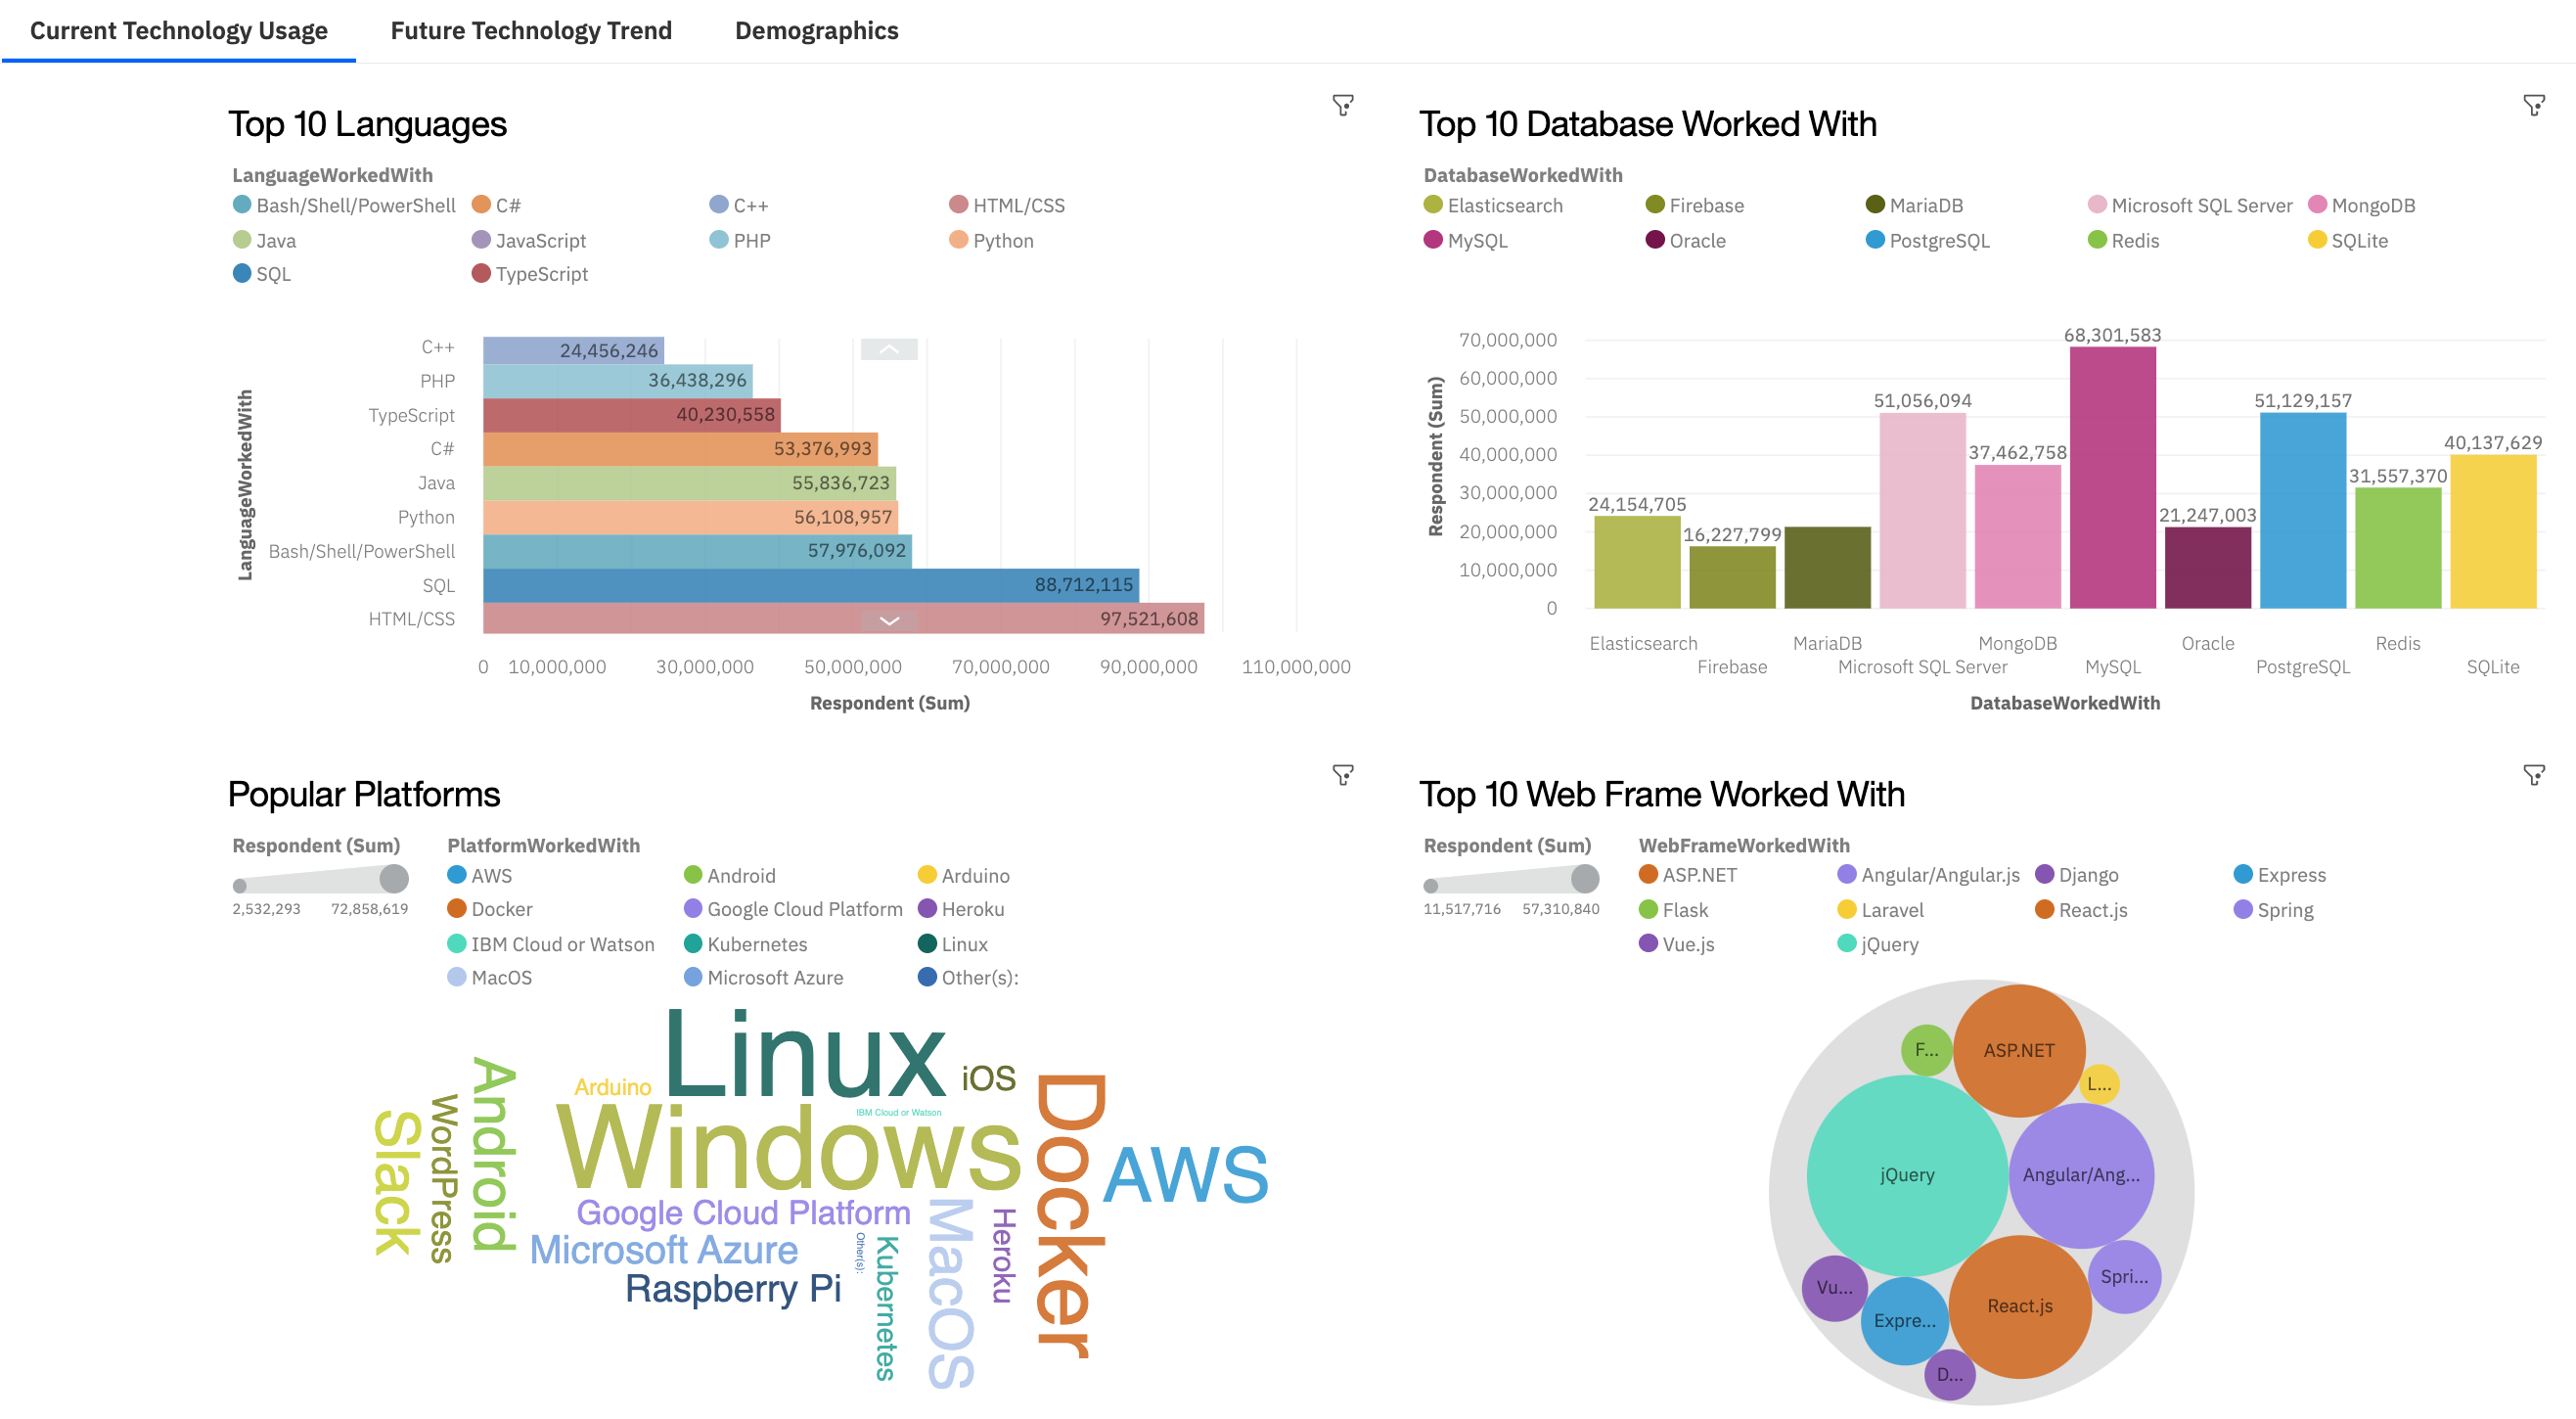 Current Technology Usage
Future Technology Trend
Demographics
Top 10 Languages
LanguageWorkedWith
Bash/Shell/PowerShell
C#
C++
HTML/CSS
Java
JavaScript
PHP
Python
SQL
TypeScript
LanguageWorkedWith
C++
24,456,246
PHP
36,438,296
TypeScript
40,230,558
C#
53,376,993
Java
55,836,723
Python
56,108,957
Bash/Shell/PowerShell
57,976,092
SQL
88,712,115
HTML/CSS
97,521,608
0
10,000,000
30,000,000
50,000,000
70,000,000
90,000,000
110,000,000
Respondent (Sum)
Top 10 Database Worked With
DatabaseWorkedWith
Elasticsearch
Firebase
MariaDB
Microsoft SQL Server
MongoDB
MySQL
Oracle
PostgreSQL
Redis
SQLite
Respondent (Sum)
70,000,000
60,000,000
50,000,000
40,000,000
30,000,000
20,000,000
10,000,000
0
24,154,705
16,227,799
51,056,094
37,462,758
68,301,583
21,247,003
51,129,157
31,557,370
40,137,629
Elasticsearch
Firebase
MariaDB
Microsoft SQL Server
MongoDB
MySQL
Oracle
PostgreSQL
Redis
SQLite
DatabaseWorkedWith
Popular Platforms
Respondent (Sum)
2,532,293
72,858,619
PlatformWorkedWith
AWS
Android
Arduino
Docker
Google Cloud Platform
Heroku
IBM Cloud or Watson
Kubernetes
Linux
MacOS
Microsoft Azure
Other(s):
Linux
iOS
Arduino
IBM Cloud or Watson
Windows
Android
WordPress
Slack
Docker
AWS
Google Cloud Platform
Microsoft Azure
Raspberry Pi
Other(s):
Kubernetes
MacOS
Heroku
Top 10 Web Frame Worked With
Respondent (Sum)
11,517,716
57,310,840
WebFrameWorkedWith
ASP.NET
Angular/Angular.js
Django
Express
Flask
Laravel
React.js
Spring
Vue.js
jQuery
F...
ASP.NET
L...
jQuery
Angular/Ang...
Vu...
Expre...
React.js
Spri...
D...